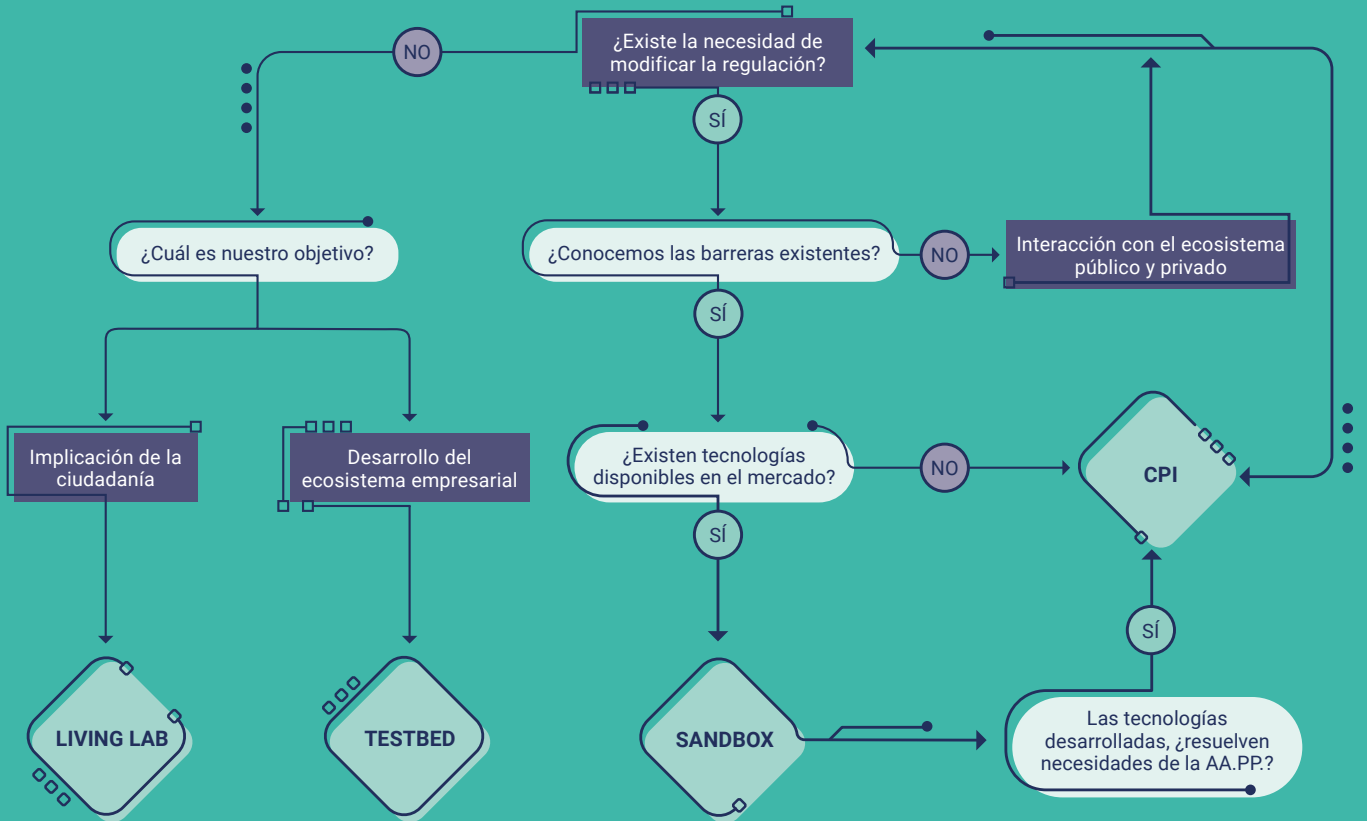 ¿Existe la necesidad de
modificar la regulación?
NO
SÍ
¿Cuál es nuestro objetivo?
¿Conocemos las barreras existentes?
NO
Interacción con el ecosistema
público y privado
SÍ
Implicación de la
ciudadanía
Desarrollo del
ecosistema empresarial
¿Existen tecnologías
disponibles en el mercado?
NO
CPI
SÍ
SÍ
LIVING LAB
TESTBED
SANDBOX
Las tecnologías
desarrolladas, ¿resuelven
necesidades de la AA.PP.?